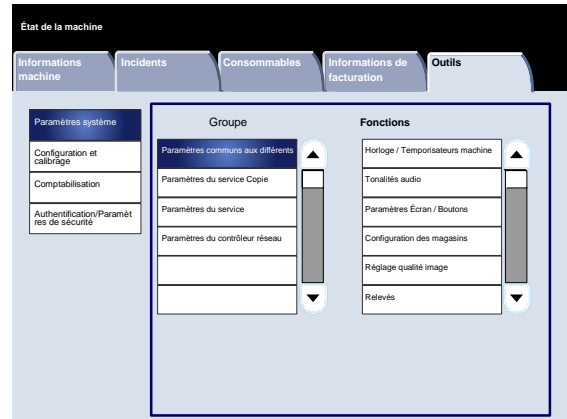 État de la machine
Informations
machine
Incidents
Consommables
Informations de
facturation
Outils
Paramètres système
Configuration et
calibrage
Comptabilisation
Authentification/Paramèt
res de sécurité
Groupe
Paramètres communs aux différents
Paramètres du service Copie
Paramètres du service
Paramètres du contrôleur réseau
Fonctions
Horloge / Temporisateurs machine
Tonalités audio
Paramètres Écran / Boutons
Configuration des magasins
Réglage qualité image
Relevés